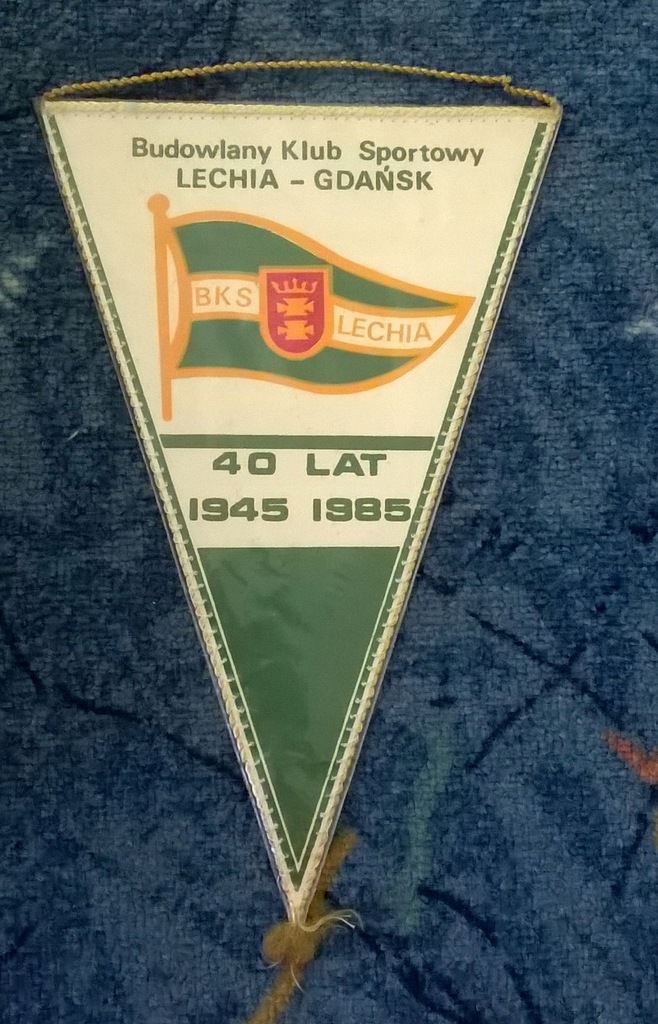 Budowlany Klub Sportowy
LECHIA - GDAŃSK
BKS LECHIA
40 LAT
1945 1985